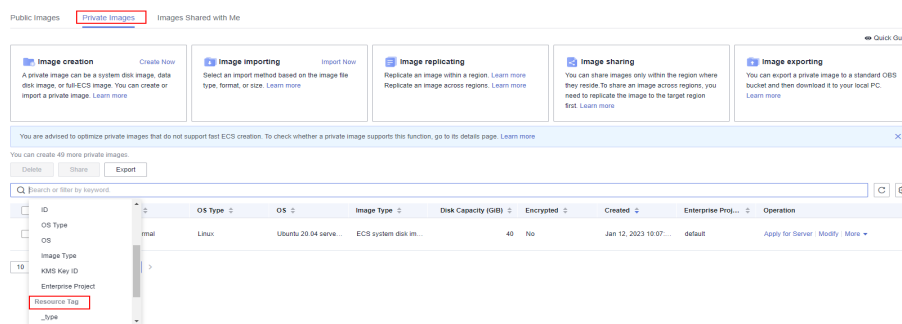 Public Images Private Images Images Shared with Me
Quick Gu
Image creation Create Now
A private image can be a system disk image, data
disk image, or full-ECS image. You can create or
import a private image. Learn more
Image importing Import Now
Select an import method based on the image file
type, format, or size. Learn more
Image replicating
Replicate an image within a region. Learn more
Replicate an image across regions. Learn more
Image sharing
You can share images only within the region where
they reside.To share an image across regions, you
need to replicate the image to the target region
first. Learn more
Image exporting
You can export a private image to a standard OBS
bucket and then download it to your local PC.
Learn more
You are advised to optimize private images that do not support fast ECS creation. To check whether a private image supports this function, go to its details page. Learn more
You can create 49 more private images.
Delete Share Export
Search or filter by keyword.
OS Type OS Image Type Disk Capacity (GiB) Encrypted Created Enterprise Proj... Operation
rmal Linux Ubuntu 20.04 serve... ECS system disk im... 40 No Jan 12, 2023 10:07:... default Apply for Server | Modify | More
10
ID
OS Type
OS
Image Type
KMS Key ID
Enterprise Project
Resource Tag
_type